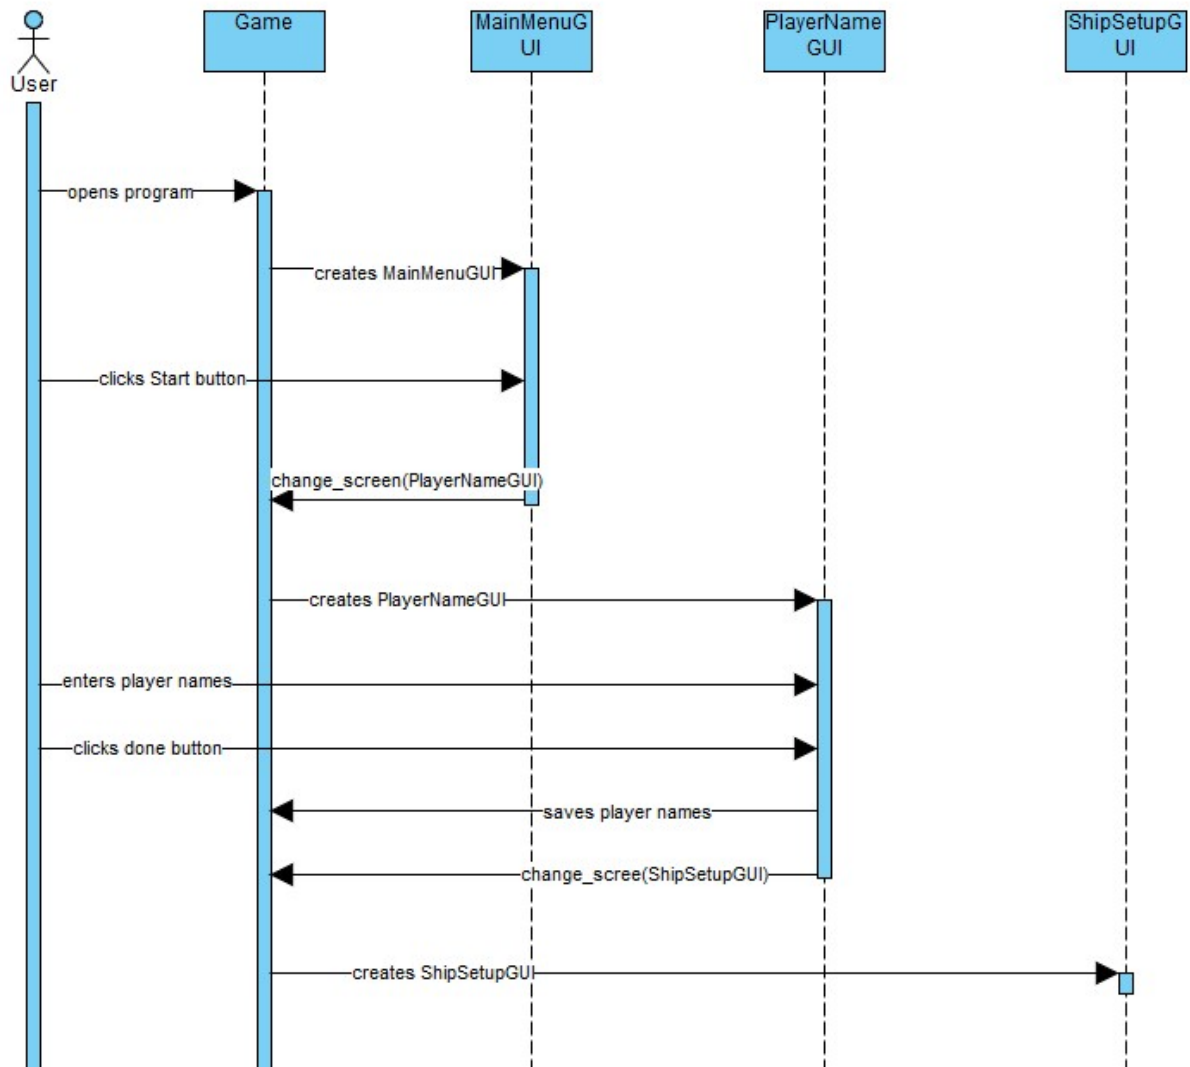 User
Game
MainMenuG
UI
PlayerName
GUI
ShipSetupG
UI
opens program
creates MainMenuGUI
clicks Start button
change_screen(PlayerNameGUI)
creates PlayerNameGUI
enters player names
clicks done button
saves player names
change_scree(ShipSetupGUI)
creates ShipSetupGUI